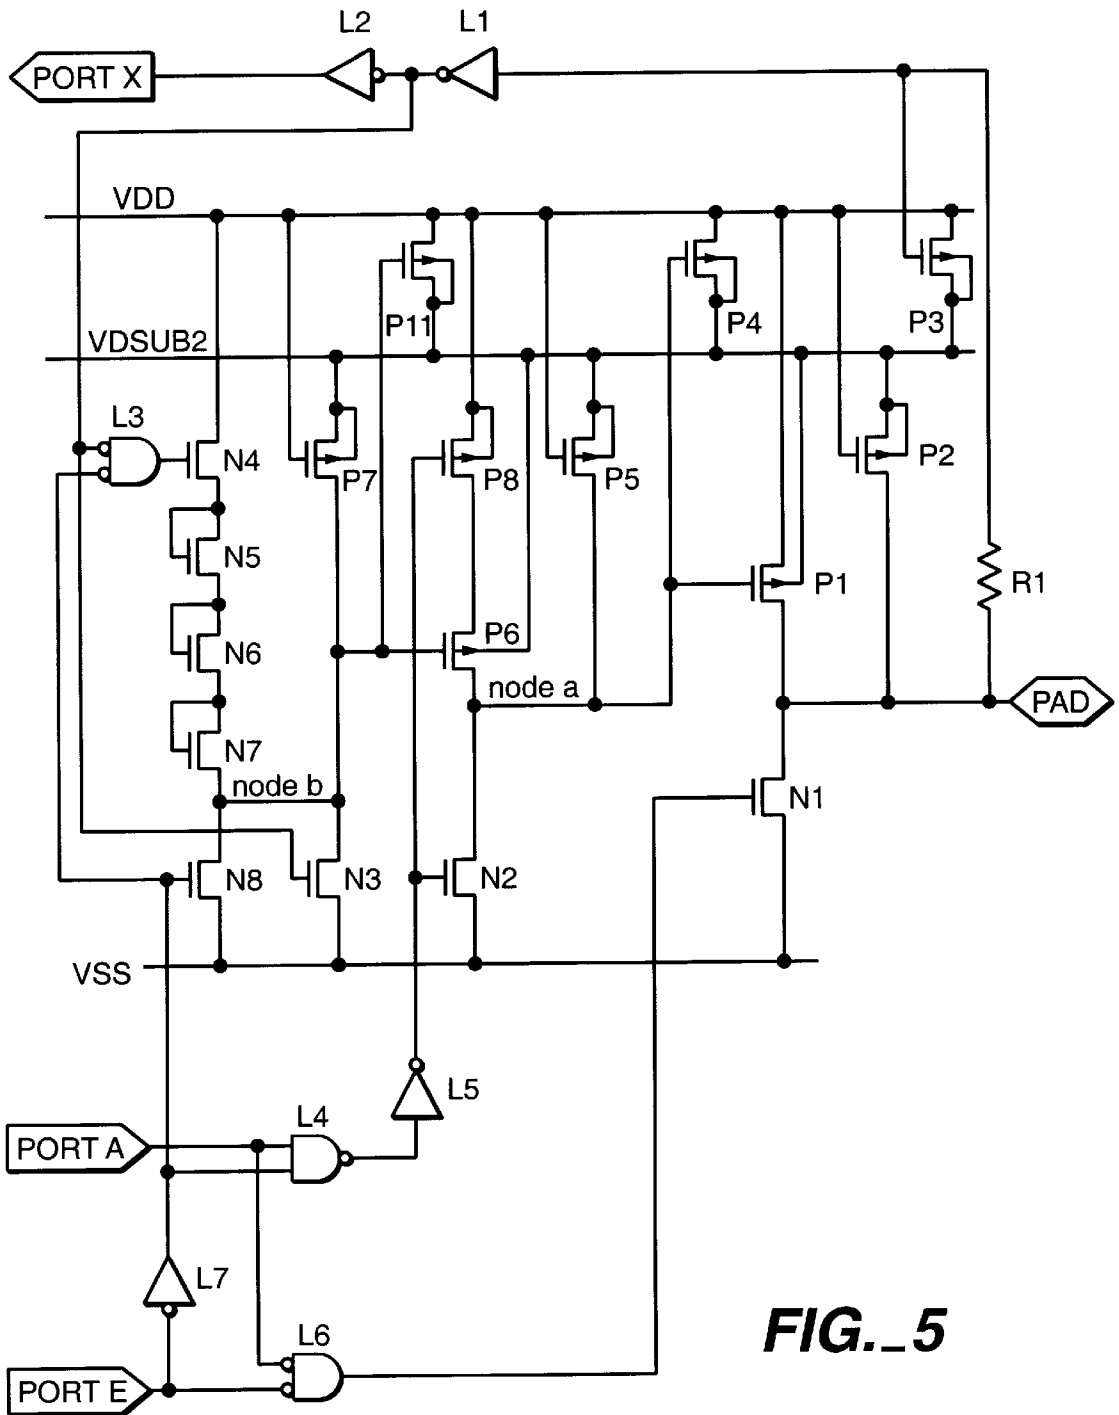 L2
L1
PORT X
VDD
P11
P4
P3
VDSUB2
L3
N4
P7
P8
P5
P2
N5
P1
R1
P6
N6
node a
PAD
N7
node b
N1
N8
N3
N2
VSS
L5
L4
PORT A
L7
L6
PORT E
FIG._5